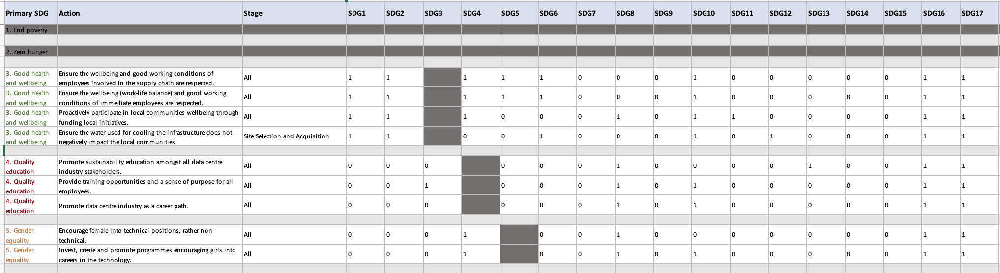 Primary SDG Action Stage SDG1 SDG2 SDG3 SDG4 SDG5 SDG6 SDG7 SDG8 SDG9 SDG10 SDG11 SDG12 SDG13 SDG14 SDG15 SDG16 SDG17
1. End poverty
2. Zero hunger
3. Good health
and wellbeing
Ensure the wellbeing and good working conditions of
employees involved in the supply chain are respected.
All 1 1 1 1 1 0 0 0 1 0 0 0 0 0 1 1
3. Good health
and wellbeing
Ensure the wellbeing (work-life balance) and good working
conditions of immediate employees are respected.
All 1 1 1 1 1 0 0 0 1 0 0 0 0 0 1 1
3. Good health
and wellbeing
Proactively participate in local communities wellbeing through
funding local initiatives.
All 1 1 1 0 0 0 1 0 1 1 0 0 0 0 1 1
3. Good health
and wellbeing
Ensure the water used for cooling the infrastructure does not
negatively impact the local communities.
Site Selection and Acquisition 1 1 0 0 1 0 0 0 1 0 1 0 0 0 1 1
4. Quality
education
Promote sustainability education amongst all data centre
industry stakeholders.
All 0 0 0 0 0 0 1 0 0 0 0 1 0 0 1 1
4. Quality
education
Provide training opportunities and a sense of purpose for all
employees.
All 0 0 1 0 0 0 1 0 1 0 0 0 0 0 1 1
4. Quality
education
Promote data centre industry as a career path.
All 0 0 0 0 0 0 1 0 1 0 0 0 0 0 1 1
5. Gender
equality
Encourage female into technical positions, rather non-
technical.
All 0 0 0 1 0 0 1 0 0 0 0 0 0 0 1 1
5. Gender
equality
Invest, create and promote programmes encouraging girls into
careers in the technology.
All 0 0 0 1 0 0 1 0 1 0 0 0 0 0 1 1